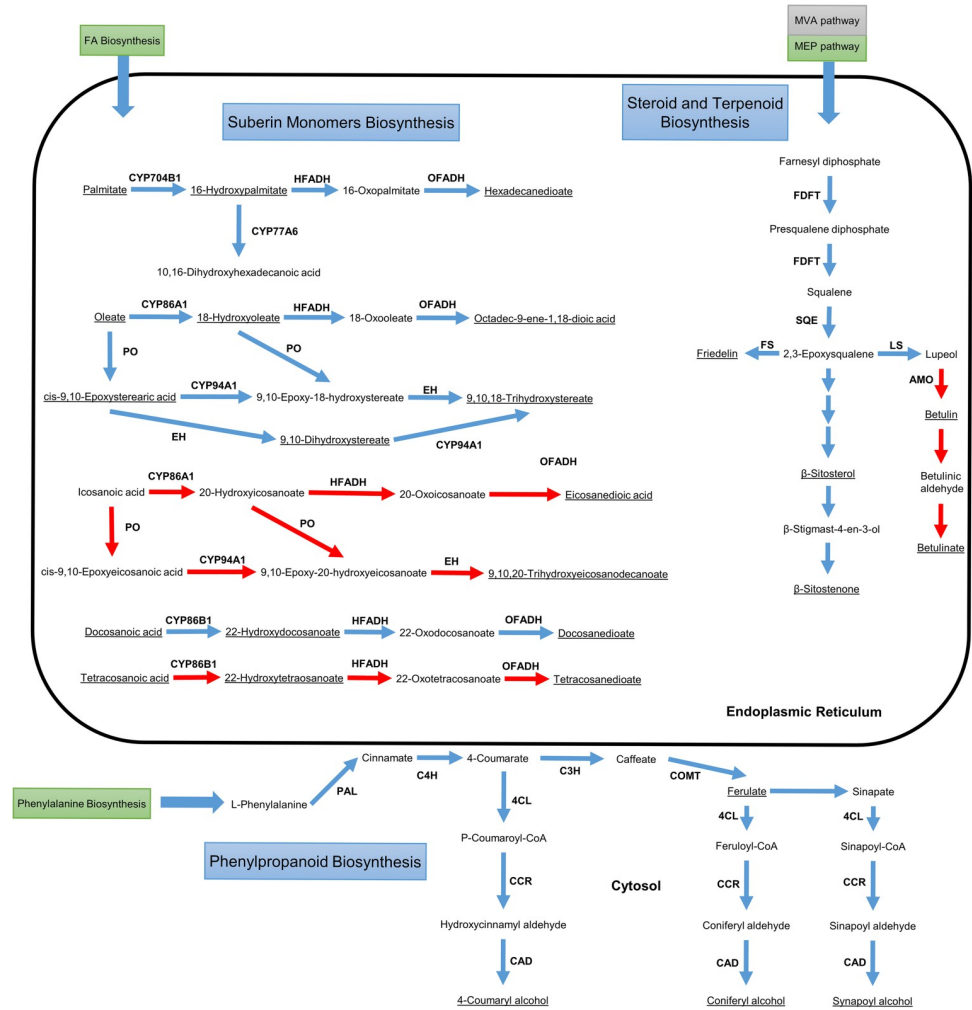 MVA pathway
FA Biosynthesis
MEP pathway
Suberin Monomers Biosynthesis
Steroid and Terpenoid
Biosynthesis
Farnesyl diphosphate
FDFT
Presqualene diphosphate
FDFT
Squalene
SQE
Friedelin
FS
2,3-Epoxysqualene
LS
Lupeol
AMO
Betulin
Betulinic
aldehyde
Betulinate
β-Sitosterol
β-Stigmast-4-en-3-ol
β-Sitostenone
Palmitate
CYP704B1
16-Hydroxypalmitate
HFADH
16-Oxopalmitate
OFADH
Hexadecanedioate
CYP77A6
10,16-Dihydroxyhexadecanoic acid
Oleate
CYP86A1
18-Hydroxyoleate
HFADH
18-Oxooleate
OFADH
Octadec-9-ene-1,18-dioic acid
PO
PO
cis-9,10-Epoxysterearic acid
CYP94A1
9,10-Epoxy-18-hydroxystereate
EH
9,10,18-Trihydroxystereate
EH
9,10-Dihydroxystereate
CYP94A1
Icosanoic acid
CYP86A1
20-Hydroxyicosanoate
HFADH
20-Oxoicosanoate
OFADH
Eicosanedioic acid
PO
PO
cis-9,10-Epoxyeicosanoic acid
CYP94A1
9,10-Epoxy-20-hydroxyeicosanoate
EH
9,10,20-Trihydroxyeicosanodecanoate
Docosanoic acid
CYP86B1
22-Hydroxydocosanoate
HFADH
22-Oxodocosanoate
OFADH
Docosanedioate
Tetracosanoic acid
CYP86B1
22-Hydroxytetraosanoate
HFADH
22-Oxotetracosanoate
OFADH
Tetracosanedioate
Endoplasmic Reticulum
Phenylalanine Biosynthesis
L-Phenylalanine
PAL
Cinnamate
C4H
4-Coumarate
C3H
Caffeate
COMT
Ferulate
Sinapate
4CL
4CL
4CL
P-Coumaroyl-CoA
Feruloyl-CoA
Sinapoyl-CoA
Phenylpropanoid Biosynthesis
CCR
Cytosol
CCR
CCR
Hydroxycinnamyl aldehyde
Coniferyl aldehyde
Sinapoyl aldehyde
CAD
CAD
CAD
4-Coumaryl alcohol
Coniferyl alcohol
Synapoyl alcohol